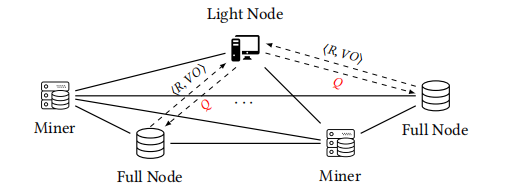 Light Node
⟨R, VO⟩
⟨R, VO⟩
Q
Q
. . .
Miner
Full Node
Full Node
Miner